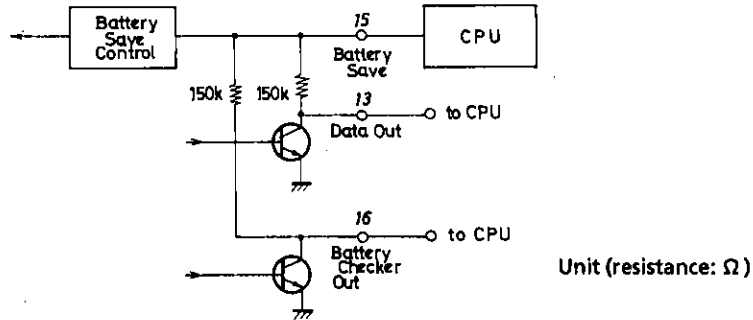 Battery
Save
Control
15
Battery
Save
CPU
150k
150k
13
Data Out
to CPU
16
Battery
Checker
Out
to CPU
Unit (resistance: Ω)